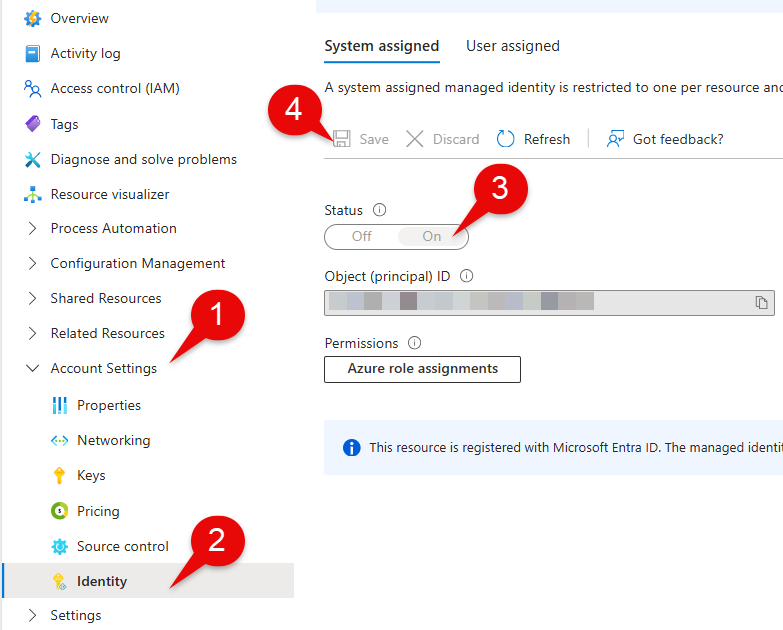 Overview
Activity log
Access control (IAM)
Tags
Diagnose and solve problems
Resource visualizer
Process Automation
Configuration Management
Shared Resources
Related Resources
1
Account Settings
Properties
Networking
Keys
Pricing
Source control
2
Identity
Settings
System assigned User assigned
A system assigned managed identity is restricted to one per resource and
4
Save Discard Refresh Got feedback?
3
Status
Off On
Object (principal) ID
Permissions
Azure role assignments
This resource is registered with Microsoft Entra ID. The managed identit